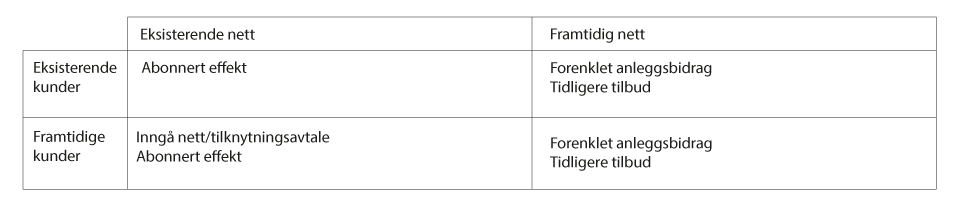 Eksisterende nett
Framtidig nett
Eksisterende
kunder
Abonnert effekt
Forenklet anleggsbidrag
Tidligere tilbud
Framtidige
kunder
Inngå nett/tilknytningsavtale
Abonnert effekt
Forenklet anleggsbidrag
Tidligere tilbud